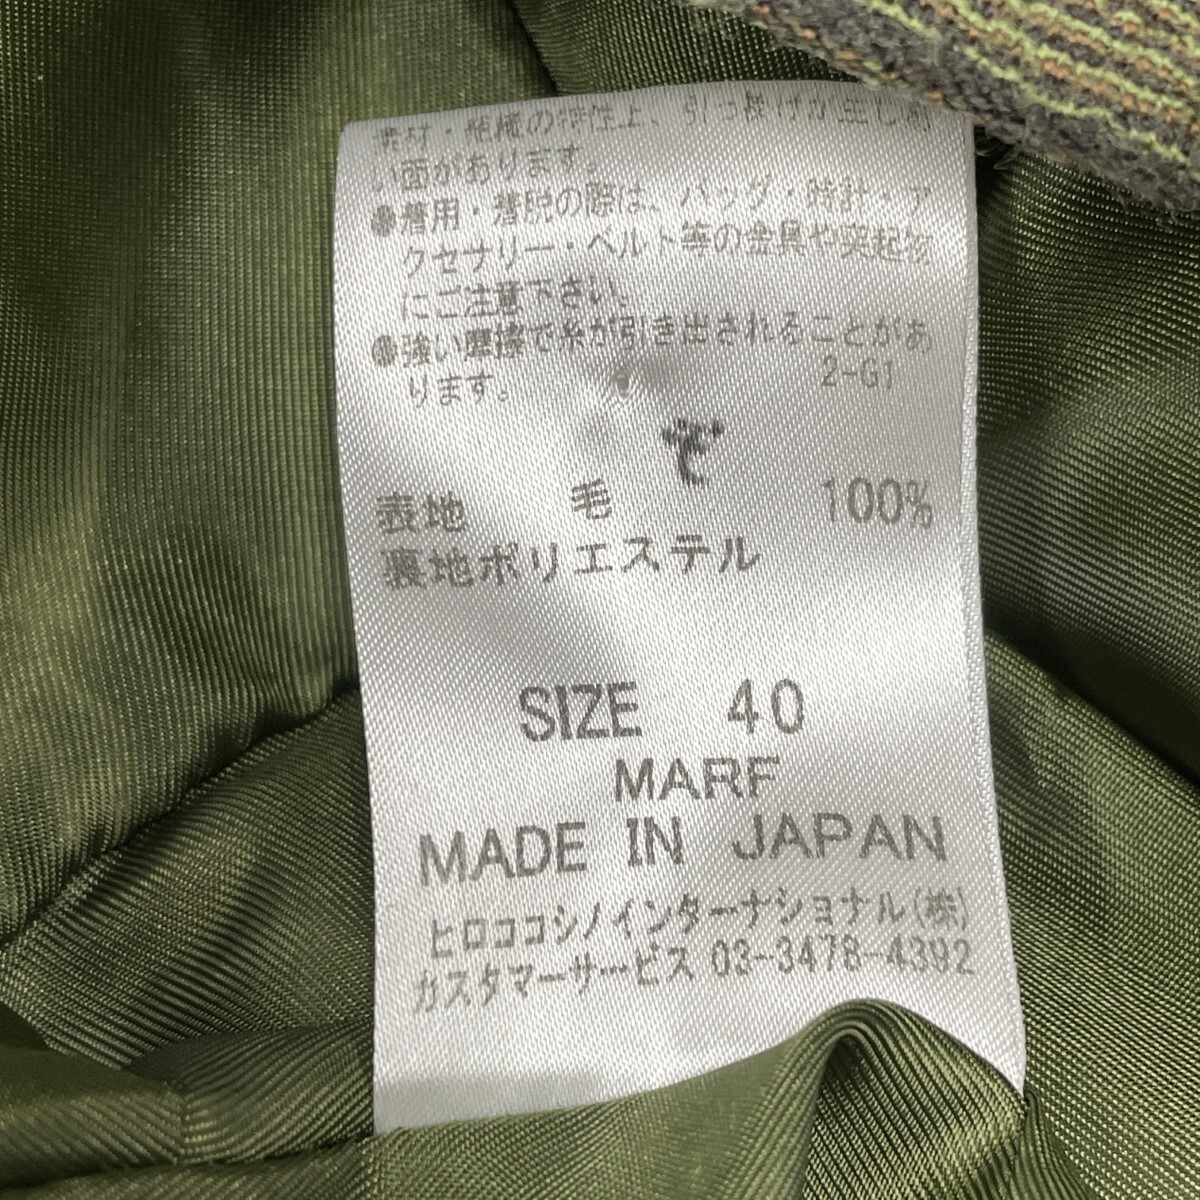 素材・組織の特性上、引っ掛けが生じ易
い面があります。
●着用・着脱の際は、バッグ・時計・ア
クセサリー・ベルト等の金具や突起物
にご注意下さい。
●強い摩擦で糸が引き出されることがあ
ります。 2-G1
で
表地 毛 100%
裏地ポリエステル
SIZE 40
MARF
MADE IN JAPAN
ヒロココシノインターナショナル(株)
カスタマーサービス 03-3478-4392